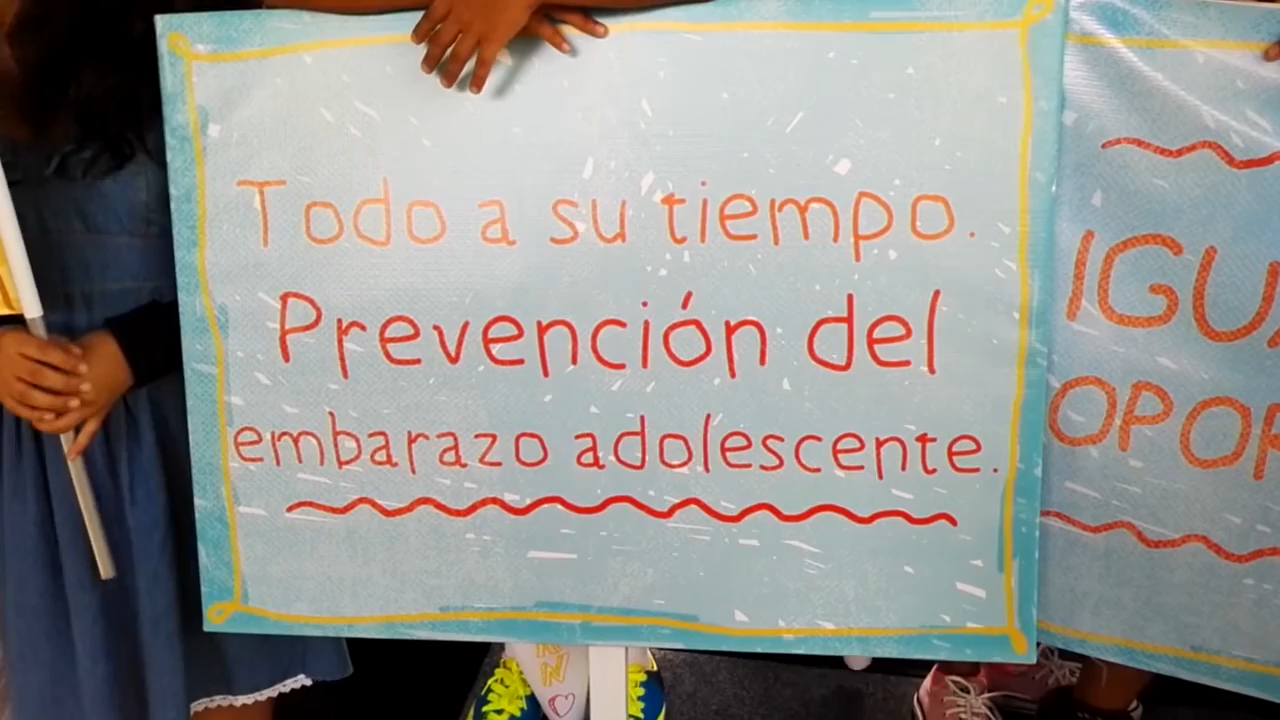 Todo a su tiempo.
Prevención del
embarazo adolescente.